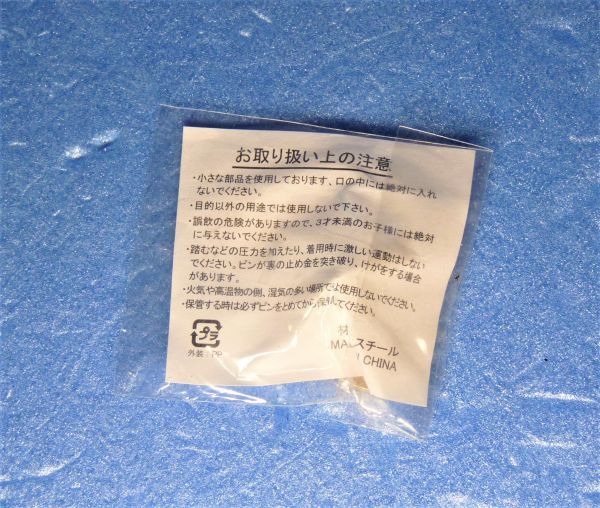 お取り扱い上の注意
・小さな部品を使用しております、口の中には絶対に入れ
ないでください。
・目的以外の用途では使用しないで下さい。
・誤飲の危険がありますので、3才未満のお子様には絶対
に与えないでください。
・踏むなどの圧力を加えたり、着用時に激しい運動はしない
でください。ピンが裏の止め金を突き破り、けがをする場合
があります。
・火気や高温物の側、湿気の多い場所では使用しないでください。
・保管する時は必ずピンをとめてから してください。
プラ
外装:PP
材 スチール
MA CHINA